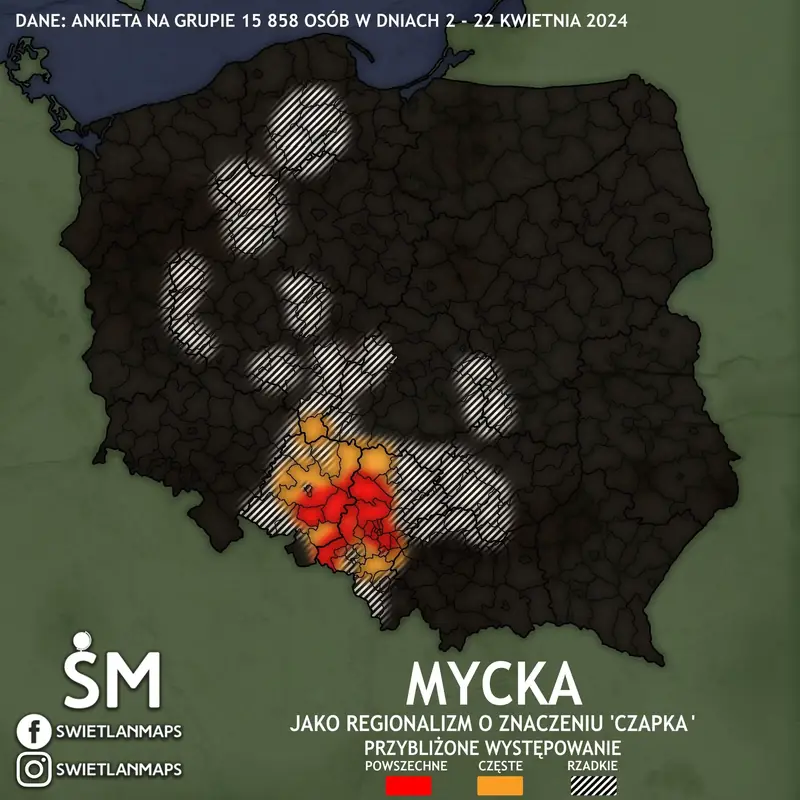 DANE: ANKIETA NA GRUPIE 15 858 OSÓB W DNIACH 2 - 22 KWIETNIA 2024
ŚM
SWIETLANMAPS
SWIETLANMAPS
MYCKA
JAKO REGIONALIZM O ZNACZENIU 'CZAPKA'
PRZYBLIŻONE WYSTĘPOWANIE
POWSZECHNE CZĘSTE RZADKIE